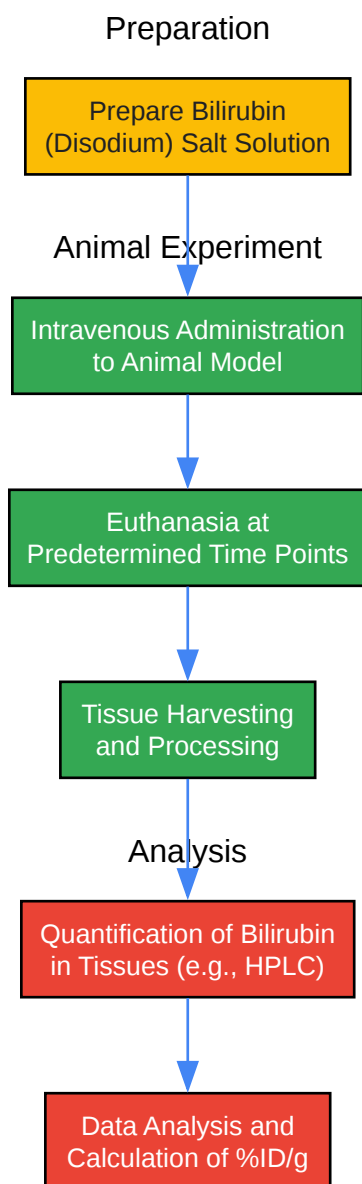 Preparation
Prepare Bilirubin
(Disodium) Salt Solution
Animal Experiment
Intravenous Administration
to Animal Model
Euthanasia at
Predetermined Time Points
Tissue Harvesting
and Processing
Analysis
Quantification of Bilirubin
in Tissues (e.g., HPLC)
Data Analysis and
Calculation of %ID/g